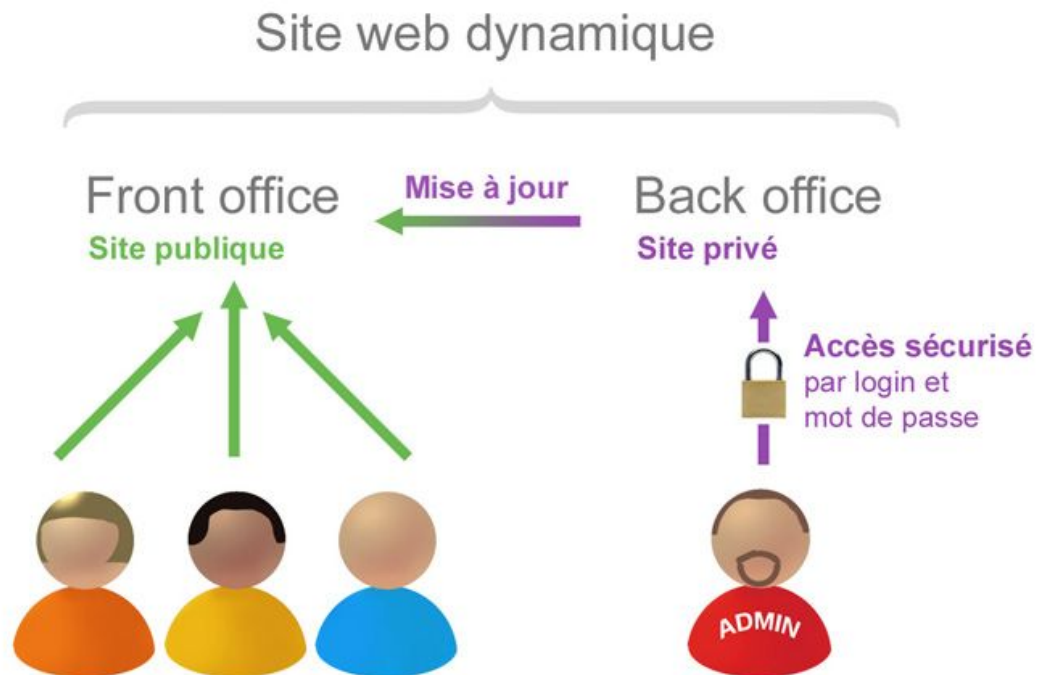 Site web dynamique
Front office
Mise à jour
Back office
Site publique
Site privé
Accès sécurisé
par login et
mot de passe
ADMIN